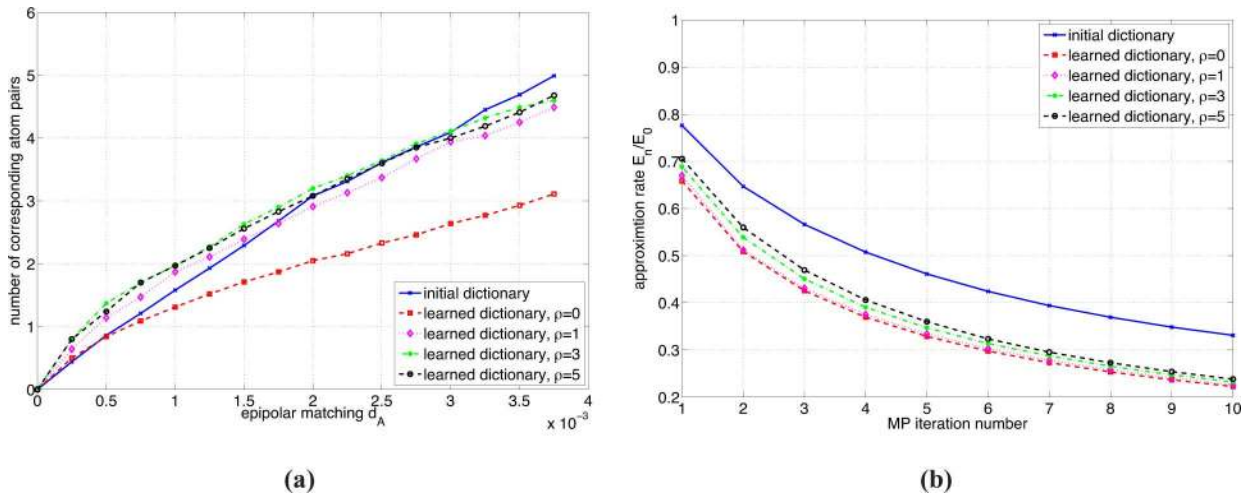 6
5
4
3
2
1
0
number of corresponding atom pairs
initial dictionary
learned dictionary, ρ=0
learned dictionary, ρ=1
learned dictionary, ρ=3
learned dictionary, ρ=5
0 0.5 1 1.5 2 2.5 3 3.5 4
epipolar matching d_A
x 10^-3
(a)
1
0.9
0.8
0.7
0.6
0.5
0.4
0.3
0.2
approximtion rate E_n/E_0
initial dictionary
learned dictionary, ρ=0
learned dictionary, ρ=1
learned dictionary, ρ=3
learned dictionary, ρ=5
1 2 3 4 5 6 7 8 9 10
MP iteration number
(b)